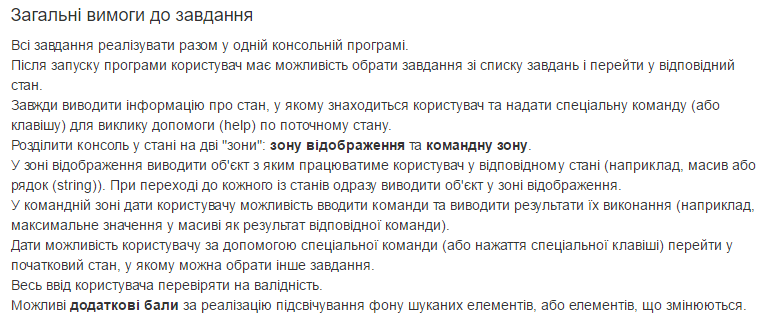 Загальні вимоги до завдання
Всі завдання реалізувати разом у одній консольній програмі.
Після запуску програми користувач має можливість обрати завдання зі списку завдань і перейти у відповідний
стан.
Завжди виводити інформацію про стан, у якому знаходиться користувач та надати спеціальну команду (або
клавішу) для виклику допомоги (help) по поточному стану.
Розділити консоль у стані на дві "зони": зону відображення та командну зону.
У зоні відображення виводити об'єкт з яким працюватиме користувач у відповідному стані (наприклад, масив або
рядок (string)). При переході до кожного із станів одразу виводити об'єкт у зоні відображення.
У командній зоні дати користувачу можливість вводити команди та виводити результати їх виконання (наприклад,
максимальне значення у масиві як результат відповідної команди).
Дати можливість користувачу за допомогою спеціальної команди (або нажаття спеціальної клавіші) перейти у
початковий стан, у якому можна обрати інше завдання.
Весь ввід користувача перевіряти на валідність.
Можливі додаткові бали за реалізацію підсвічування фону шуканих елементів, або елементів, що змінюються.